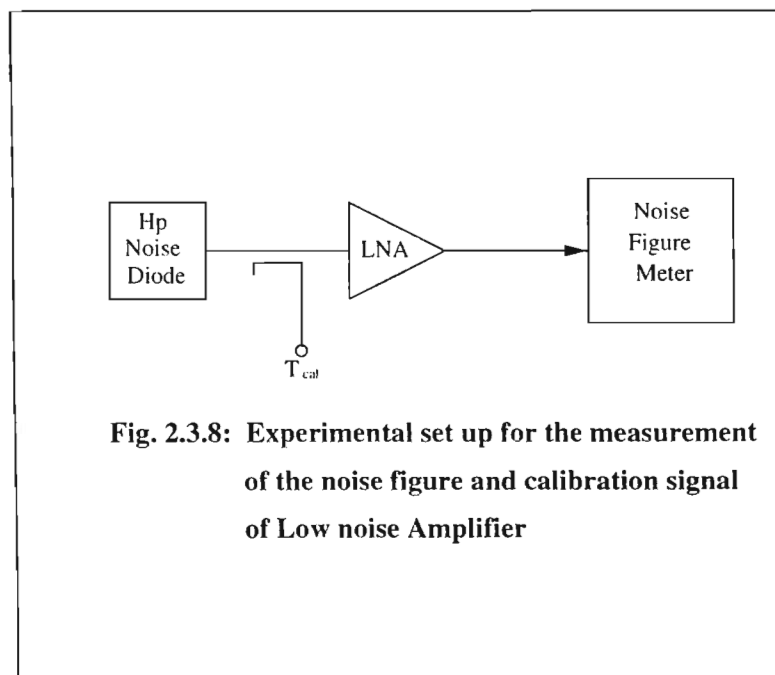 Hp
Noise
Diode
LNA
Noise
Figure
Meter
T cal
Fig. 2.3.8: Experimental set up for the measurement
of the noise figure and calibration signal
of Low noise Amplifier